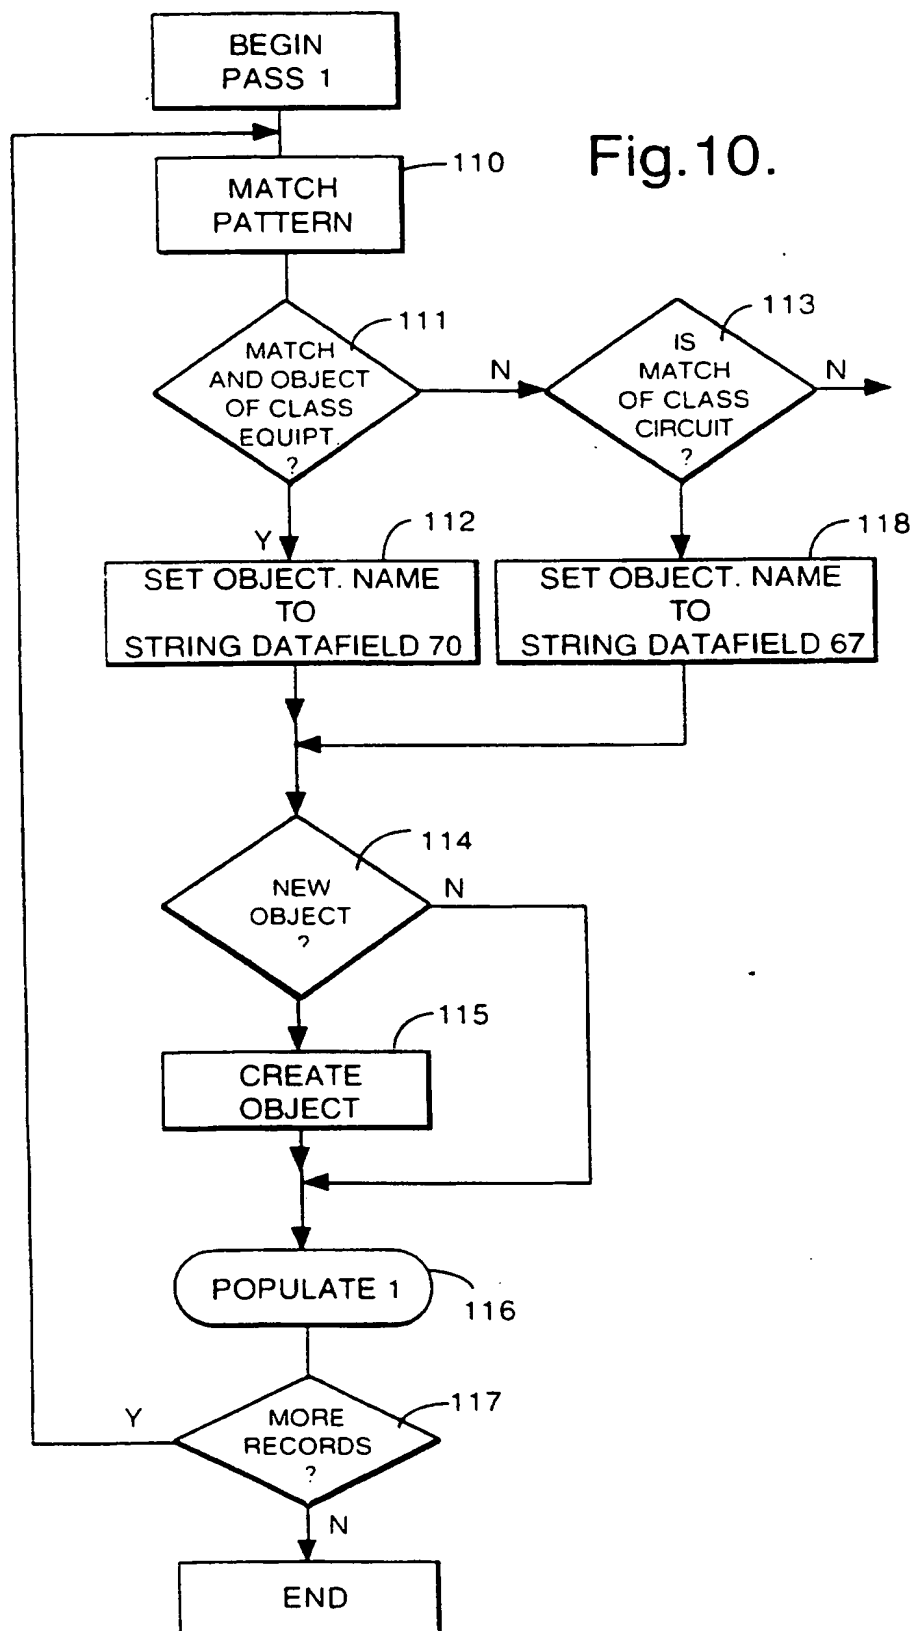 BEGIN
PASS 1
Fig.10.
110
MATCH
PATTERN
111
MATCH
AND OBJECT
OF CLASS
EQUIPT.
?
N
113
IS
MATCH
OF CLASS
CIRCUIT
?
N
Y
112
SET OBJECT. NAME
TO
STRING DATAFIELD 70
118
SET OBJECT. NAME
TO
STRING DATAFIELD 67
114
NEW
OBJECT
?
N
115
CREATE
OBJECT
POPULATE 1
116
117
MORE
RECORDS
?
Y
N
END